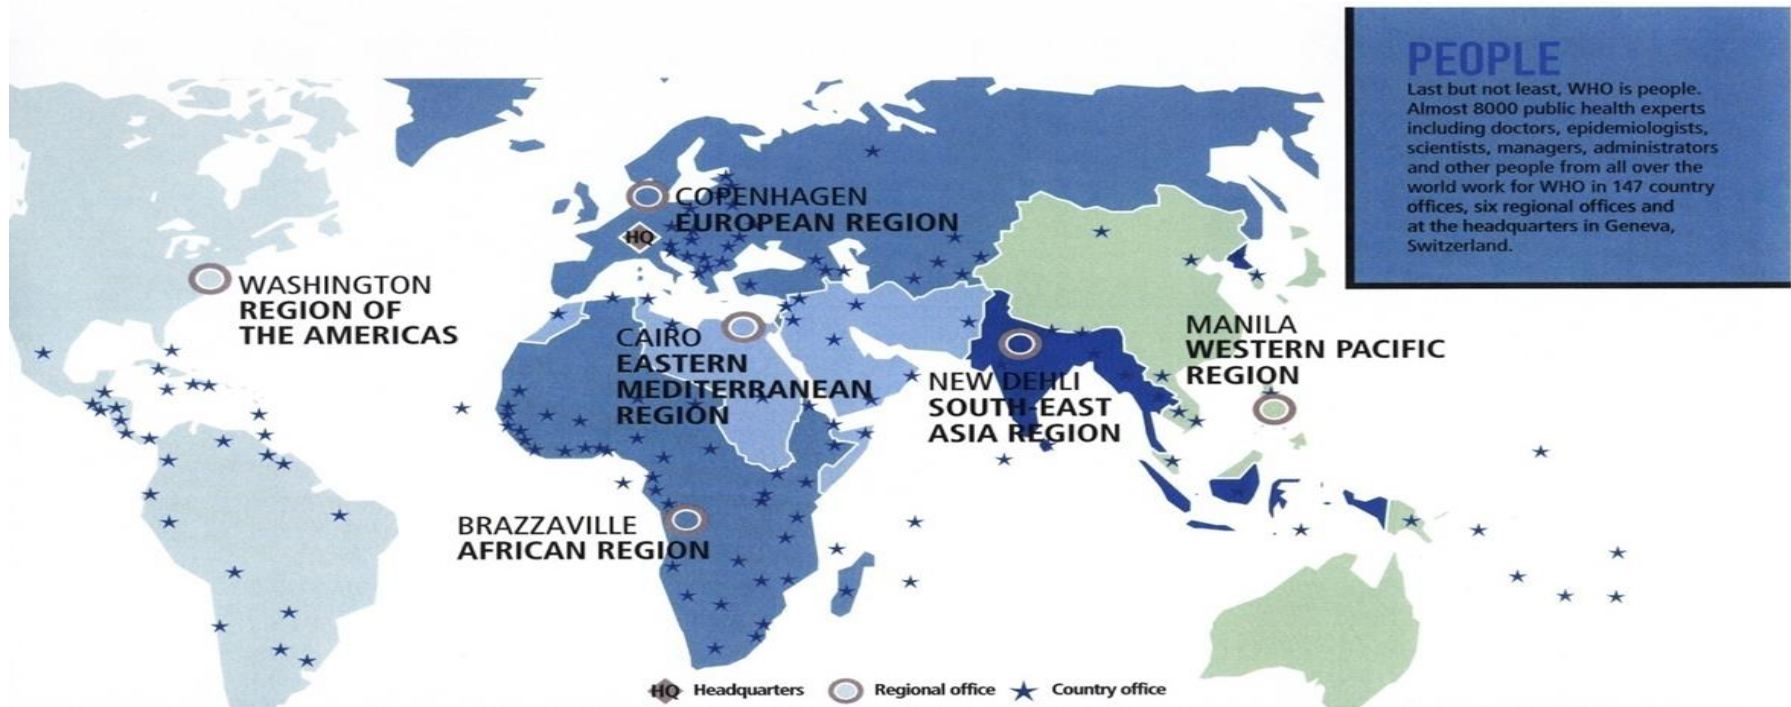 PEOPLE
Last but not least, WHO is people.
Almost 8000 public health experts
including doctors, epidemiologists,
scientists, managers, administrators
and other people from all over the
world work for WHO in 147 country
offices, six regional offices and
at the headquarters in Geneva,
Switzerland.
COPENHAGEN
EUROPEAN REGION
HQ
WASHINGTON
REGION OF
THE AMERICAS
CAIRO
EASTERN
MEDITERRANEAN
REGION
NEW DEHLI
SOUTH-EAST
ASIA REGION
MANILA
WESTERN PACIFIC
REGION
BRAZZAVILLE
AFRICAN REGION
HQ Headquarters Regional office Country office